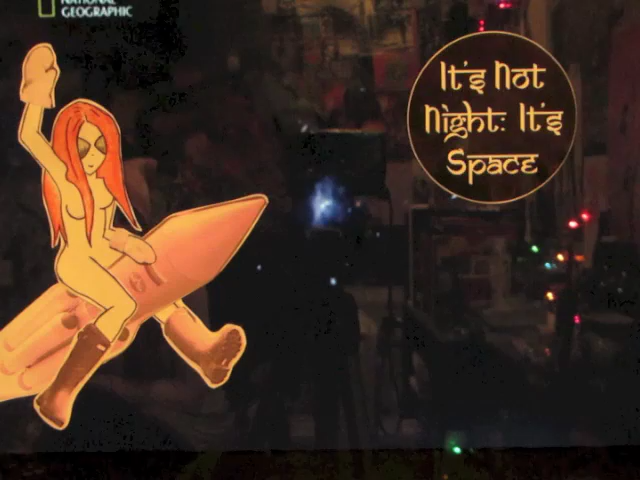 NATIONAL
GEOGRAPHIC
It's Not
Night: It's
Space